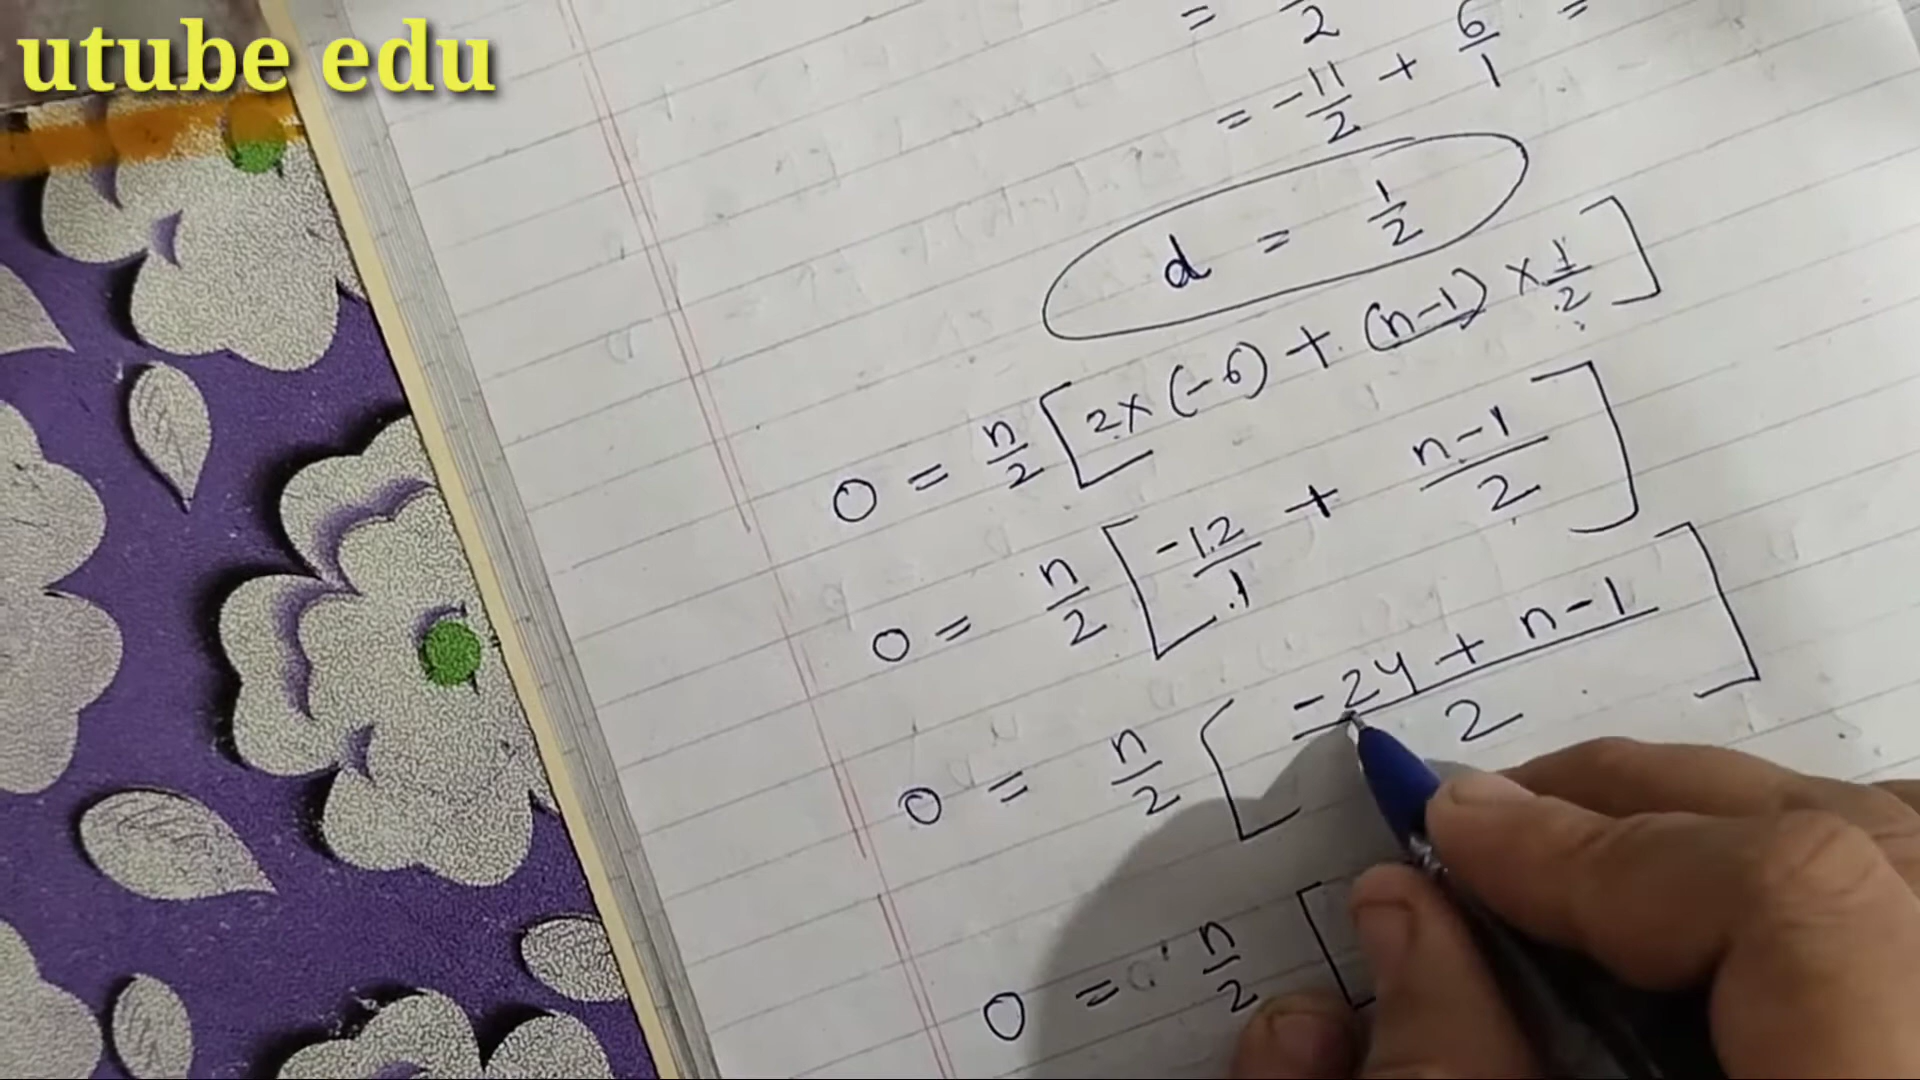 utube edu
= 2
= -11/2 + 6/1 =
d = 1/2
0 = n/2 [2×(-6) + (n-1) × 1/2]
0 = n/2 [-12/1 + n-1/2]
0 = n/2 [-24 + n-1/2]
0 = n/2 [